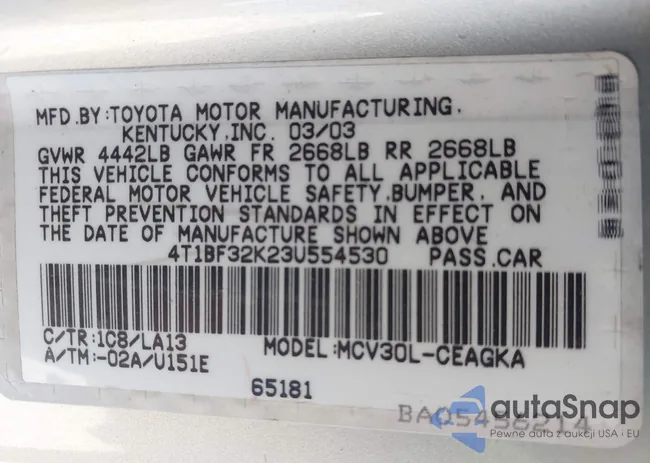 MFD.BY:TOYOTA MOTOR MANUFACTURING,
KENTUCKY,INC. 03/03
GVWR 4442LB GAWR FR 2668LB RR 2668LB
THIS VEHICLE CONFORMS TO ALL APPLICABLE
FEDERAL MOTOR VEHICLE SAFETY,BUMPER, AND
THEFT PREVENTION STANDARDS IN EFFECT ON
THE DATE OF MANUFACTURE SHOWN ABOVE
4T1BF32K23U554530 PASS.CAR
C/TR:1C8/LA13 MODEL:MCV30L-CEAGKA
A/TM:-02A/U151E
65181
autoSnap
Pewne auta z aukcji USA i EU